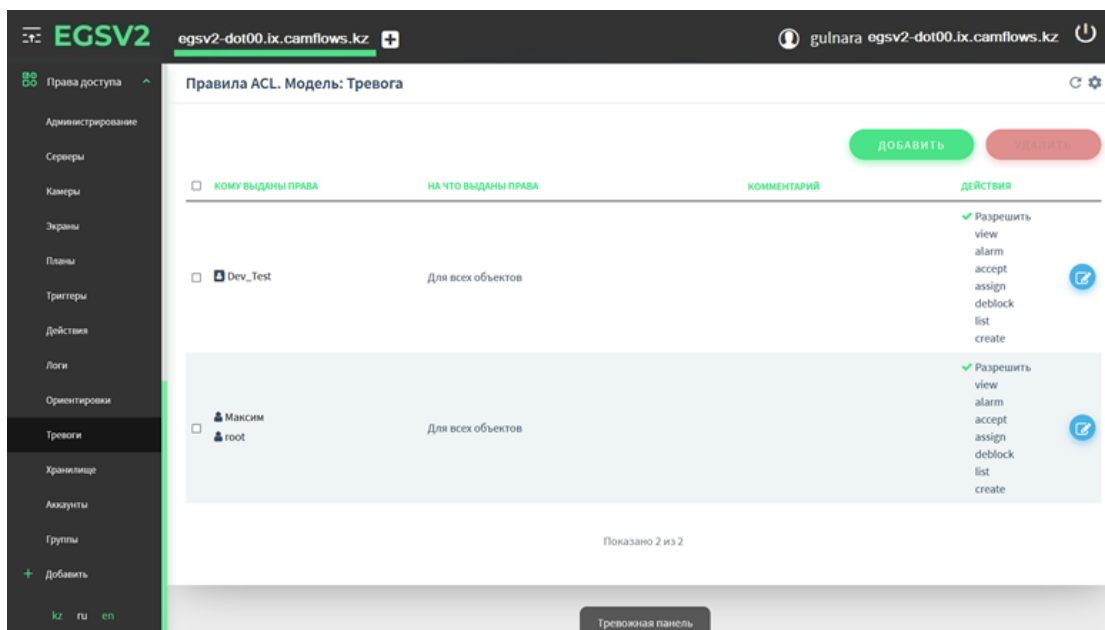 EGSV2
egsv2-dot00.ix.camflows.kz
gulnara egsv2-dot00.ix.camflows.kz
Права доступа
Администрирование
Серверы
Камеры
Экраны
Планы
Триггеры
Действия
Логи
Ориентировки
Тревоги
Хранилище
Аккаунты
Группы
+ Добавить
kz ru en
Правила ACL. Модель: Тревога
ДОБАВИТЬ
УДАЛИТЬ
КОМУ ВЫДАНЫ ПРАВА НА ЧТО ВЫДАНЫ ПРАВА КОММЕНТАРИЙ ДЕЙСТВИЯ
Dev_Test
Для всех объектов
Разрешить
view
alarm
accept
assign
deblock
list
create
Максим
root
Для всех объектов
Разрешить
view
alarm
accept
assign
deblock
list
create
Показано 2 из 2
Тревожная панель